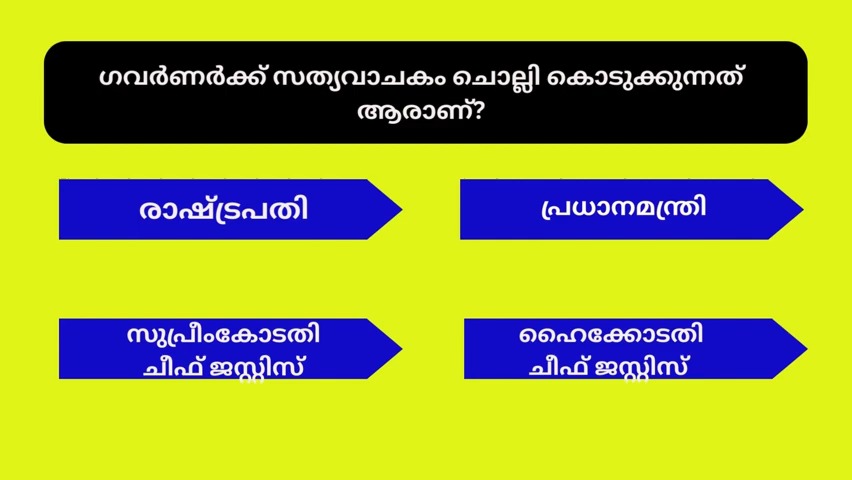 ഗവർണർക്ക് സത്യവാചകം ചൊല്ലി കൊടുക്കുന്നത്
ആരാണ്?
രാഷ്ട്രപതി
പ്രധാനമന്ത്രി
സുപ്രീംകോടതി
ചീഫ് ജസ്റ്റിസ്
ഹൈക്കോടതി
ചീഫ് ജസ്റ്റിസ്